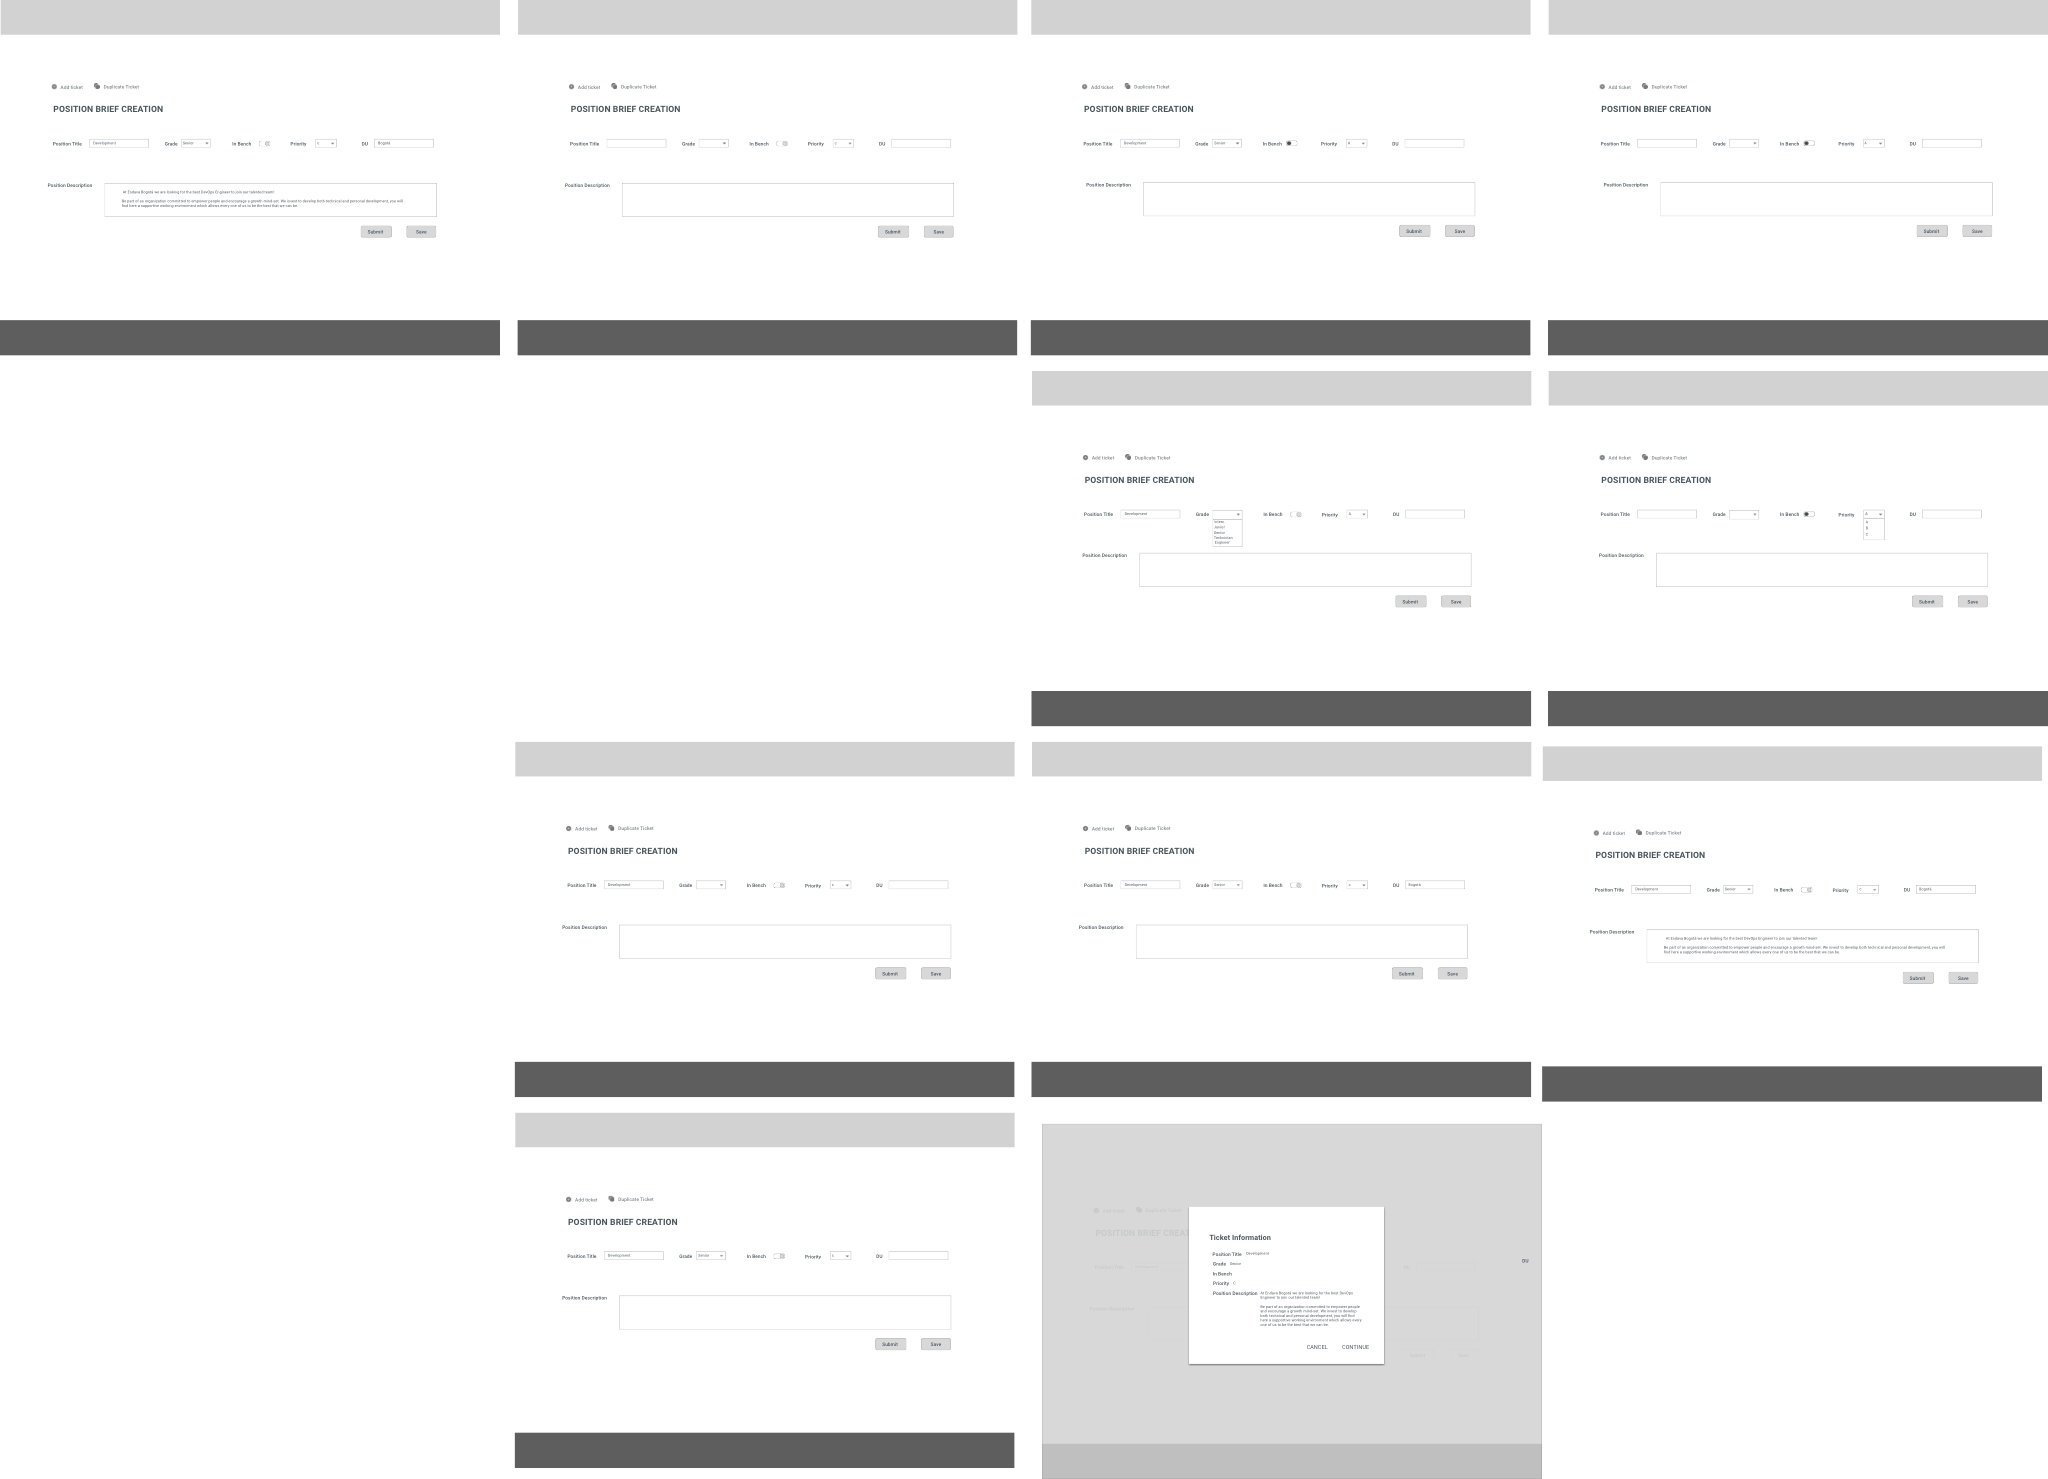 Add ticket Duplicate Ticket
POSITION BRIEF CREATION
Position Title Development Grade Senior In Bench Priority C DU Bogotá
Position Description
At Endava Bogotá we are looking for the best DevOps Engineer to join our talented team!
Be part of an organization committed to empower people and encourage a growth mind-set. We invest to develop both technical and personal development, you will
find here a supportive working environment which allows every one of us to be the best that we can be.
Submit Save
Add ticket Duplicate Ticket
POSITION BRIEF CREATION
Position Title Grade In Bench Priority C DU
Position Description
Submit Save
Add ticket Duplicate Ticket
POSITION BRIEF CREATION
Position Title Development Grade Senior In Bench Priority A DU
Position Description
Submit Save
Add ticket Duplicate Ticket
POSITION BRIEF CREATION
Position Title Grade In Bench Priority A DU
Position Description
Submit Save
Add ticket Duplicate Ticket
POSITION BRIEF CREATION
Position Title Development Grade In Bench Priority DU
Junior
Senior
Technician
Engineer
Position Description
Submit Save
Add ticket Duplicate Ticket
POSITION BRIEF CREATION
Position Title Grade In Bench Priority A DU
A
B
C
Position Description
Submit Save
Add ticket Duplicate Ticket
POSITION BRIEF CREATION
Position Title Development Grade In Bench Priority DU
Position Description
Submit Save
Add ticket Duplicate Ticket
POSITION BRIEF CREATION
Position Title Development Grade Senior In Bench Priority DU Bogotá
Position Description
Submit Save
Add ticket Duplicate Ticket
POSITION BRIEF CREATION
Position Title Development Grade Senior In Bench Priority DU Bogotá
Position Description
At Endava Bogotá we are looking for the best DevOps Engineer to join our talented team!
Be part of an organization committed to empower people and encourage a growth mind-set. We invest to develop both technical and personal development, you will
find here a supportive working environment which allows every one of us to be the best that we can be.
Submit Save
Add ticket Duplicate Ticket
POSITION BRIEF CREATION
Position Title Development Grade Senior In Bench Priority C DU
Position Description
Submit Save
POSITION BRIEF CREAT
DU
Ticket Information
Position Title Development
Grade Senior
In Bench
Priority C
Position Description At Endava Bogotá we are looking for the best DevOps
Engineer to join our talented team!
Be part of an organization committed to empower people
and encourage a growth mind-set. We invest to develop
both technical and personal development, you will find
here a supportive working environment which allows every
one of us to be the best that we can be.
CANCEL CONTINUE